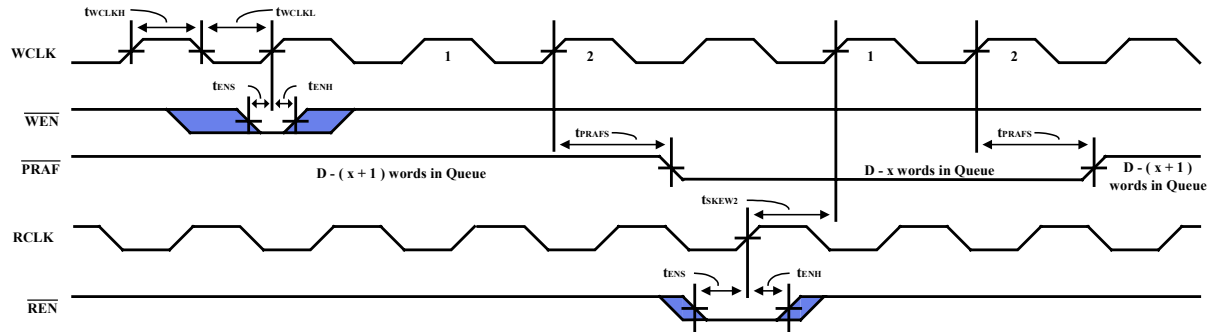 tWCLKH tWCLKL
WCLK 1 2 1 2
tENS tENH
WEN
tPRAFS tPRAFS
PRAF
D - ( x + 1 ) words in Queue D - x words in Queue D - ( x + 1 )
words in Queue
tSKEW2
RCLK
tENS tENH
REN